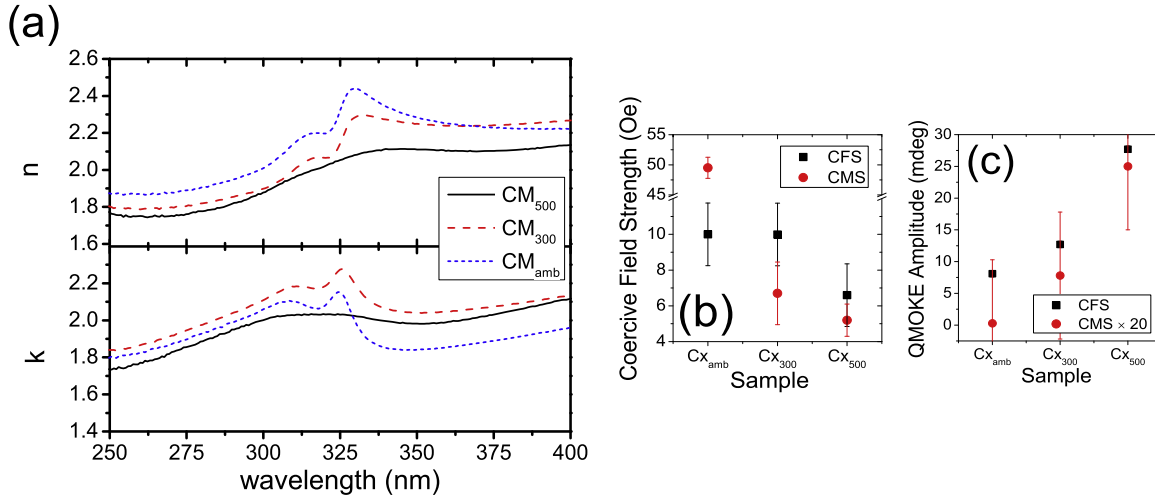 (a)
2.6
2.4
2.2
2.0
1.8
1.6
n
CM500
CM300
CMamb
2.2
2.0
1.8
1.6
1.4
k
250 275 300 325 350 375 400
wavelength (nm)
55
50
45
10
8
6
4
Coercive Field Strength (Oe)
CFS
CMS
(b)
Cxamb Cx300 Cx500
Sample
30
25
20
15
10
5
0
QMOKE Amplitude (mdeg)
(c)
CFS
CMS × 20
Cxamb Cx300 Cx500
Sample